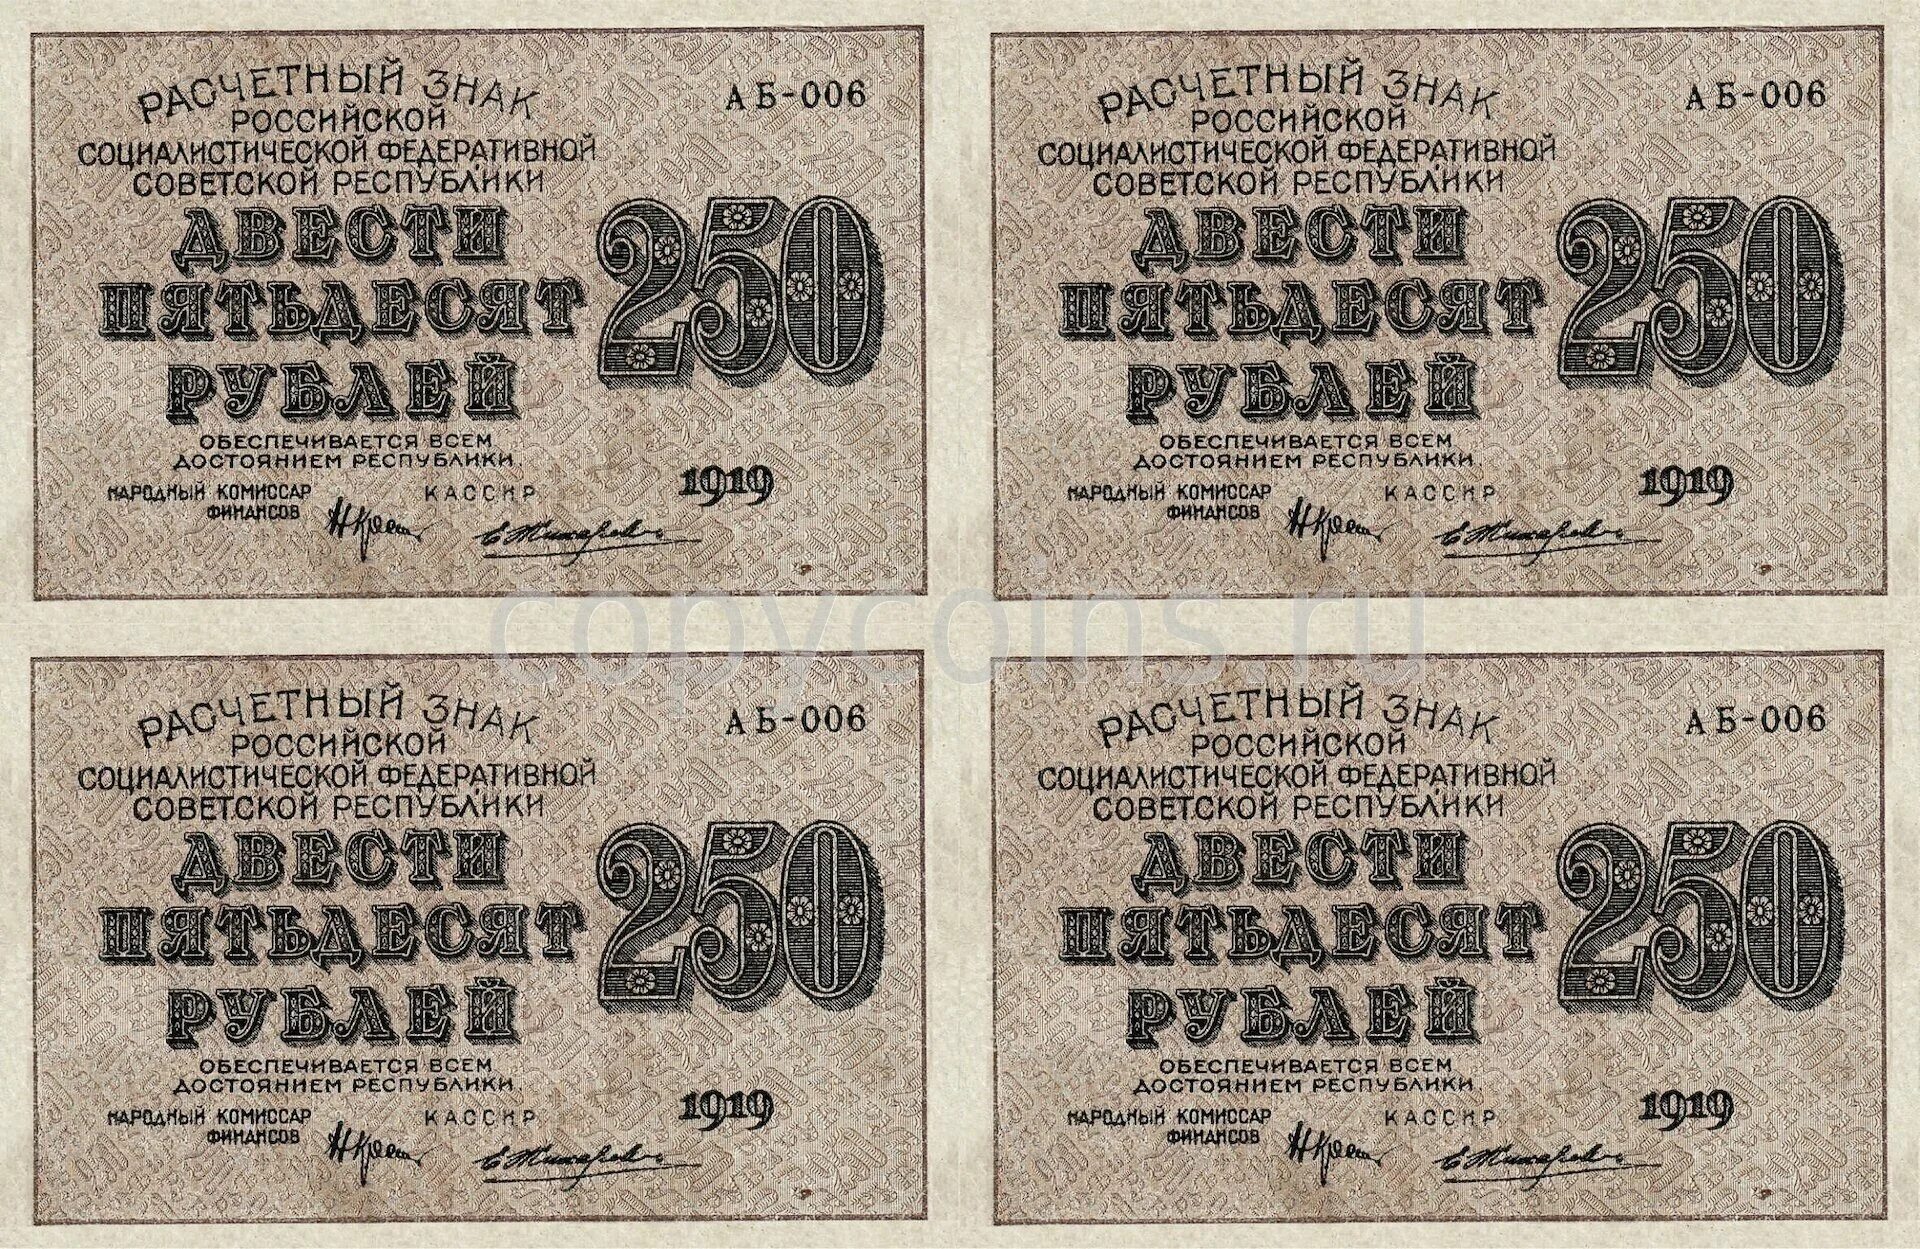 РАСЧЕТНЫЙ ЗНАК
РОССИЙСКОЙ
СОЦИАЛИСТИЧЕСКОЙ ФЕДЕРАТИВНОЙ
СОВЕТСКОЙ РЕСПУБЛИКИ
АБ-006
ДВЕСТИ
ПЯТЬДЕСЯТ
РУБЛЕЙ
250
ОБЕСПЕЧИВАЕТСЯ ВСЕМ
ДОСТОЯНИЕМ РЕСПУБЛИКИ.
НАРОДНЫЙ КОМИССАР
ФИНАНСОВ
КАССИР
1919
РАСЧЕТНЫЙ ЗНАК
РОССИЙСКОЙ
СОЦИАЛИСТИЧЕСКОЙ ФЕДЕРАТИВНОЙ
СОВЕТСКОЙ РЕСПУБЛИКИ
АБ-006
ДВЕСТИ
ПЯТЬДЕСЯТ
РУБЛЕЙ
250
ОБЕСПЕЧИВАЕТСЯ ВСЕМ
ДОСТОЯНИЕМ РЕСПУБЛИКИ.
НАРОДНЫЙ КОМИССАР
ФИНАНСОВ
КАССИР
1919
copycoins.ru
РАСЧЕТНЫЙ ЗНАК
РОССИЙСКОЙ
СОЦИАЛИСТИЧЕСКОЙ ФЕДЕРАТИВНОЙ
СОВЕТСКОЙ РЕСПУБЛИКИ
АБ-006
ДВЕСТИ
ПЯТЬДЕСЯТ
РУБЛЕЙ
250
ОБЕСПЕЧИВАЕТСЯ ВСЕМ
ДОСТОЯНИЕМ РЕСПУБЛИКИ.
НАРОДНЫЙ КОМИССАР
ФИНАНСОВ
КАССИР
1919
РАСЧЕТНЫЙ ЗНАК
РОССИЙСКОЙ
СОЦИАЛИСТИЧЕСКОЙ ФЕДЕРАТИВНОЙ
СОВЕТСКОЙ РЕСПУБЛИКИ
АБ-006
ДВЕСТИ
ПЯТЬДЕСЯТ
РУБЛЕЙ
250
ОБЕСПЕЧИВАЕТСЯ ВСЕМ
ДОСТОЯНИЕМ РЕСПУБЛИКИ.
НАРОДНЫЙ КОМИССАР
ФИНАНСОВ
КАССИР
1919